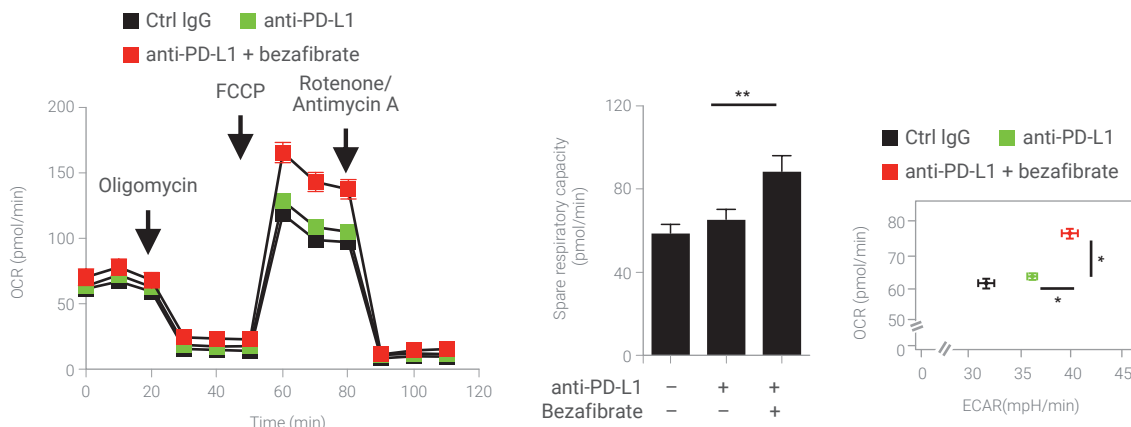 Ctrl IgG anti-PD-L1
anti-PD-L1 + bezafibrate
FCCP
Rotenone/
Antimycin A
Oligomycin
OCR (pmol/min)
200
150
100
50
0
0 20 40 60 80 100 120
Time (min)
**
Spare respiratory capacity
(pmol/min)
120
80
60
0
anti-PD-L1 – + +
Bezafibrate – – +
Ctrl IgG anti-PD-L1
anti-PD-L1 + bezafibrate
OCR (pmol/min)
80
70
60
50
0
*
*
0 30 35 40 45
ECAR(mpH/min)